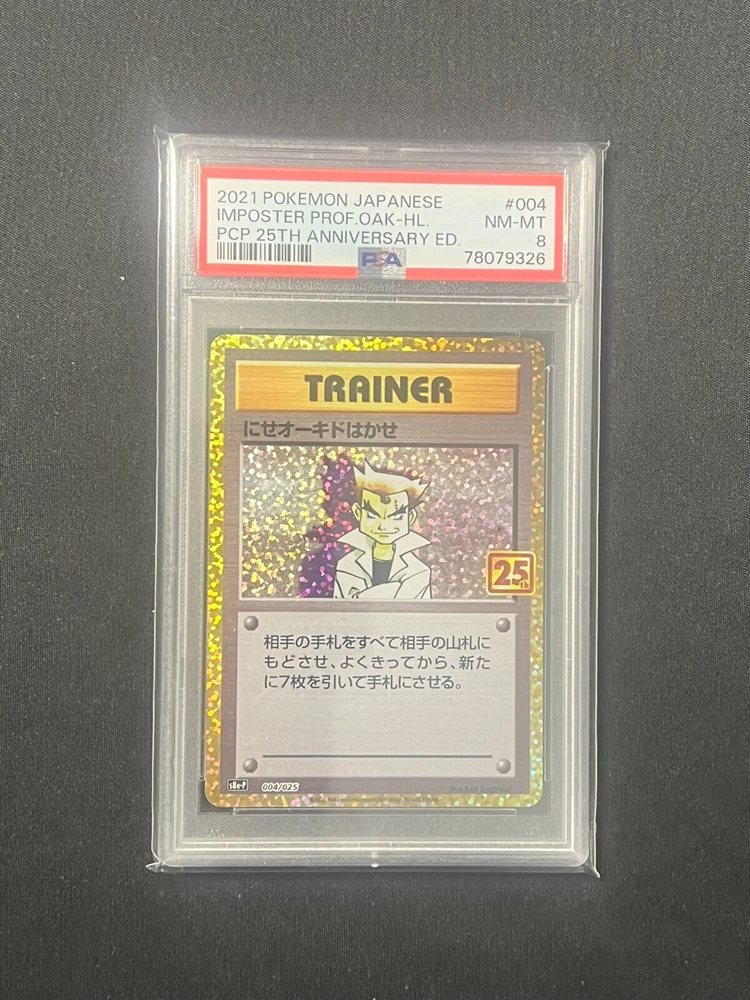 2021 POKEMON JAPANESE #004
IMPOSTER PROF.OAK-HL. NM-MT
PCP 25TH ANNIVERSARY ED. 8
PSA 78079326
TRAINER
にせオーキドはかせ
25th
相手の手札をすべて相手の山札に
もどさせ、よくきってから、新た
に7枚を引いて手札にさせる。
s8a-P 004/025